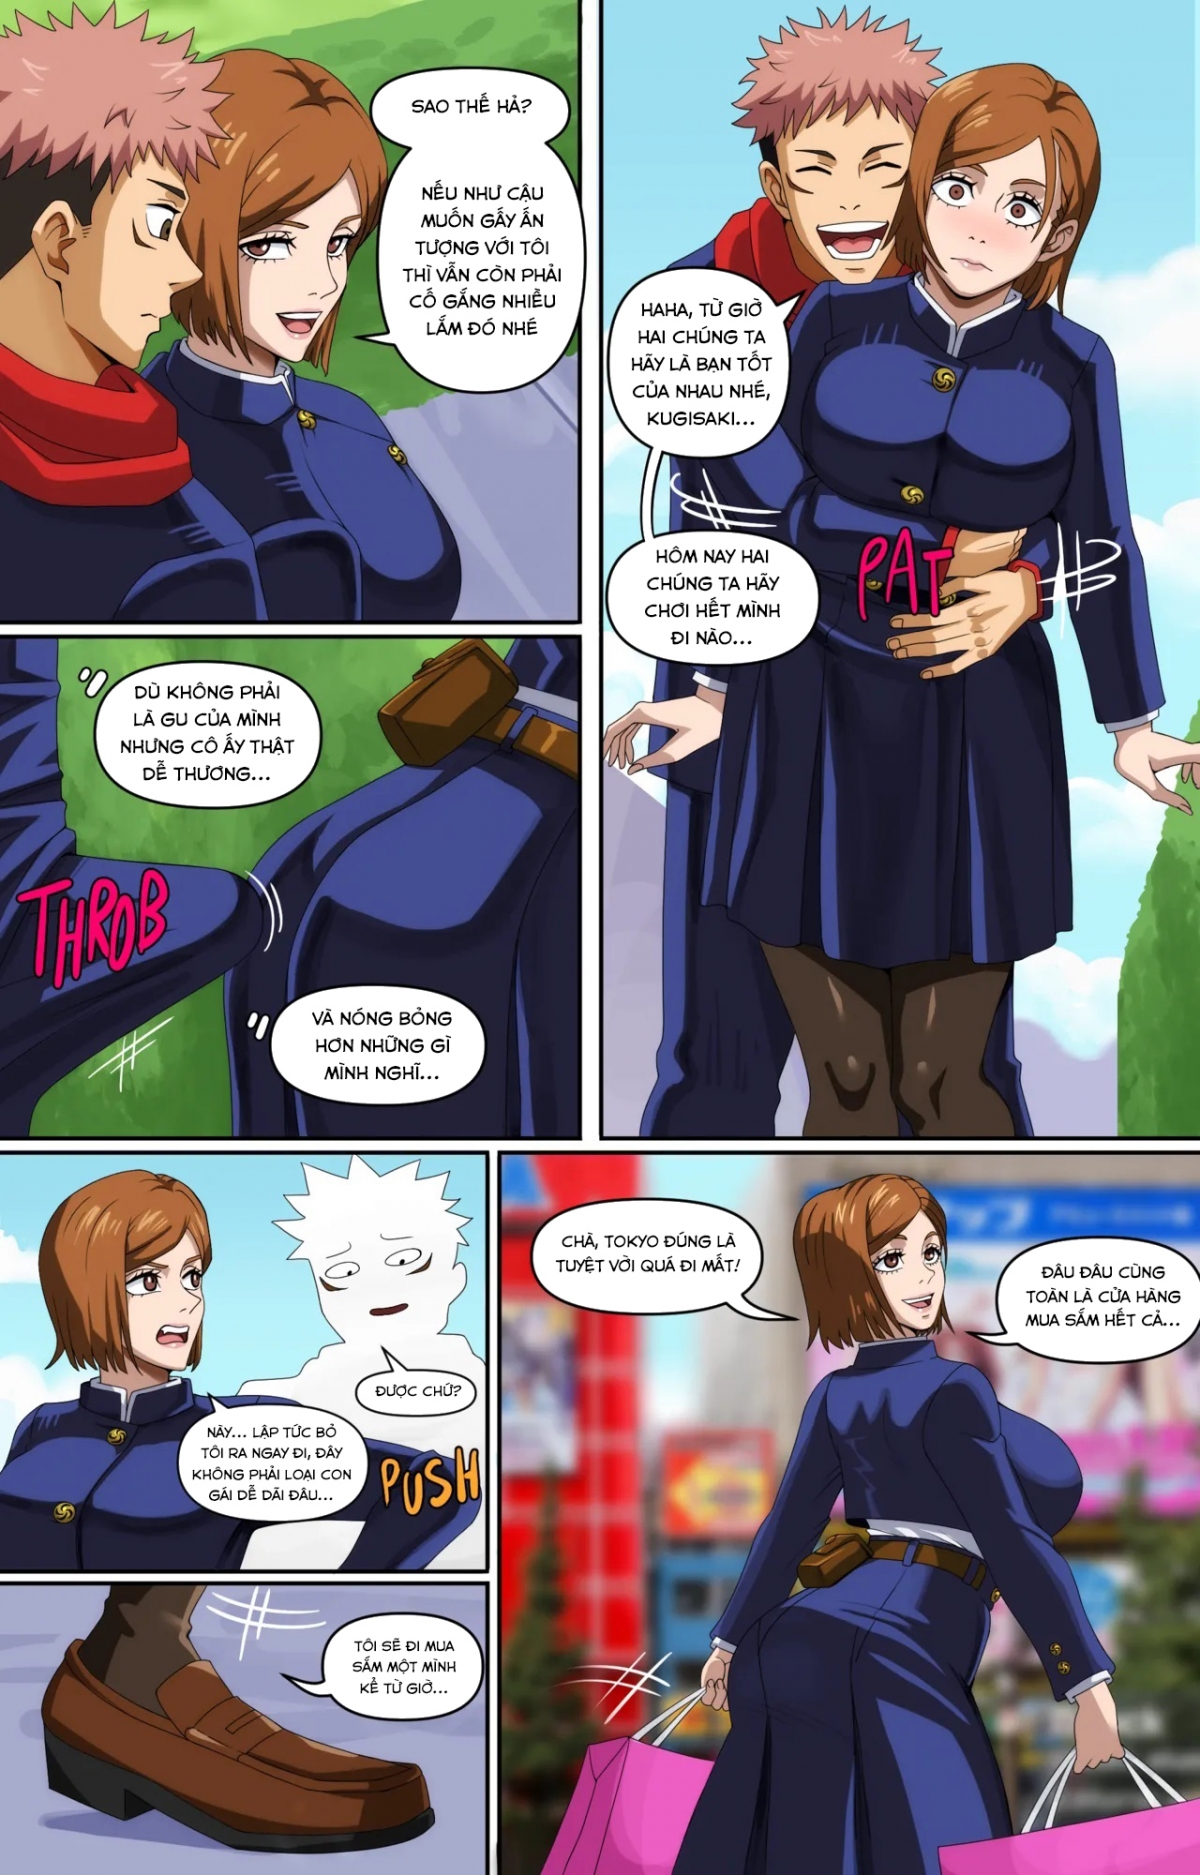 SAO THẾ HẢ?
NẾU NHƯ CẬU
MUỐN GẤY ẤN
TƯỢNG VỚI TÔI
THÌ VẪN CÒN PHẢI
CỐ GẮNG NHIỀU
LẮM ĐÓ NHÉ
HAHA, TỪ GIỜ
HAI CHÚNG TA
HÃY LÀ BẠN TỐT
CỦA NHAU NHÉ,
KUGISAKI...
PAT
HÔM NAY HAI
CHÚNG TA HÃY
CHƠI HẾT MÌNH
ĐI NÀO...
DÙ KHÔNG PHẢI
LÀ GU CỦA MÌNH
NHƯNG CÔ ẤY THẬT
DỄ THƯƠNG...
THROB
VÀ NÓNG BỎNG
HƠN NHỮNG GÌ
MÌNH NGHĨ...
ĐƯỢC CHỨ?
NÀY... LẬP TỨC BỎ
TÔI RA NGAY ĐI, ĐÂY
KHÔNG PHẢI LOẠI CON
GÁI DỄ DÃI ĐÂU...
PUSH
TÔI SẼ ĐI MUA
SẮM MỘT MÌNH
KỂ TỪ GIỜ...
CHÀ, TOKYO ĐÚNG LÀ
TUYỆT VỜI QUÁ ĐI MẤT!
ĐÂU ĐÂU CŨNG
TOÀN LÀ CỬA HÀNG
MUA SẮM HẾT CẢ...